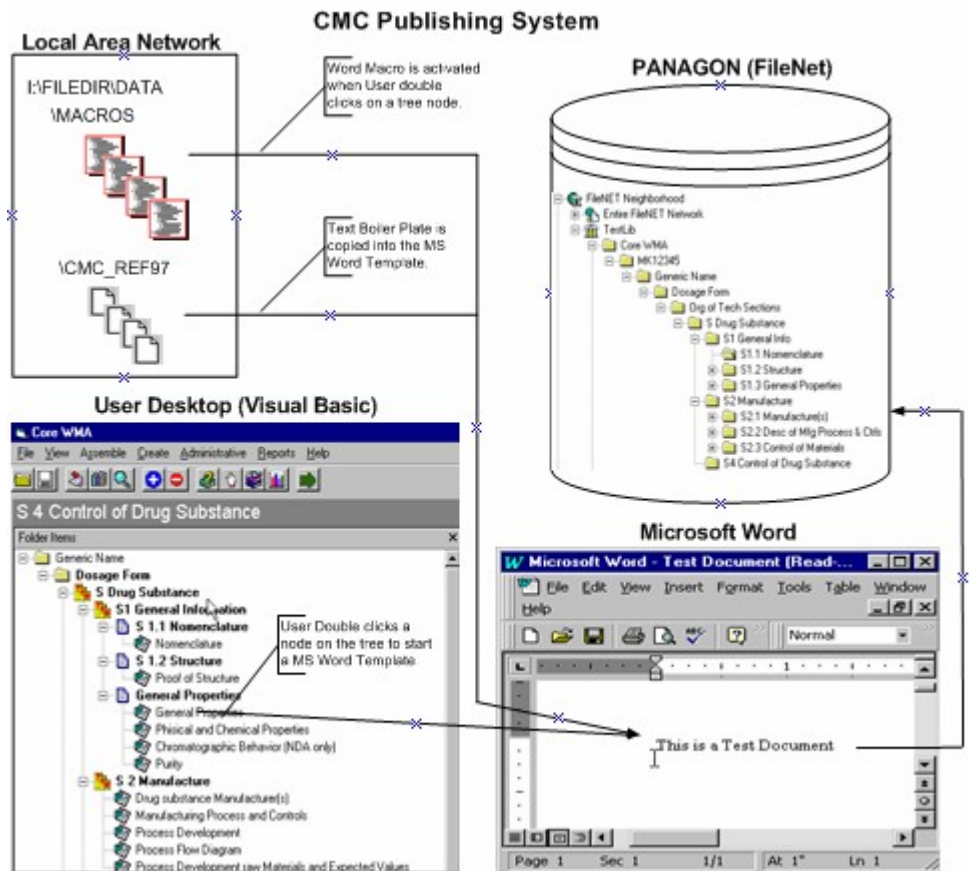 CMC Publishing System
Local Area Network
I:\FILEDIR\DATA
\MACROS
\CMC_REF97
Word Macro is activated
when User double
clicks on a tree node.
Text Boiler Plate is
copied into the MS
Word Template.
PANAGON (FileNet)
FileNET Neighborhood
Entire FileNET Network
TestLib
Core WMA
MK12345
Generic Name
Dosage Form
Org of Tech Sections
S Drug Substance
S1 General Info
S1.1 Nomenclature
S1.2 Structure
S1.3 General Properties
S2 Manufacture
S2.1 Manufacture(s)
S2.2 Desc of Mfg Process & Ctrls
S2.3 Control of Materials
S4 Control of Drug Substance
User Desktop (Visual Basic)
Core WMA
File View Assemble Create Administrative Reports Help
S 4 Control of Drug Substance
Folder Items
Generic Name
Dosage Form
S Drug Substance
S1 General Information
S 1.1 Nomenclature
Nomenclature
S 1.2 Structure
Proof of Structure
General Properties
General Properties
Phisical and Chemical Properties
Chromatographic Behavior (NDA only)
Purity
S 2 Manufacture
Drug substance Manufacturer(s)
Manufacturing Process and Controls
Process Development
Process Flow Diagram
Process Development raw Materials and Expected Values
User Double clicks a
node on the tree to start
a MS Word Template.
Microsoft Word
Microsoft Word - Test Document (Read-...
File Edit View Insert Format Tools Table Window
Help
Normal
1
This is a Test Document
Page 1 Sec 1 1/1 At 1" Ln 1